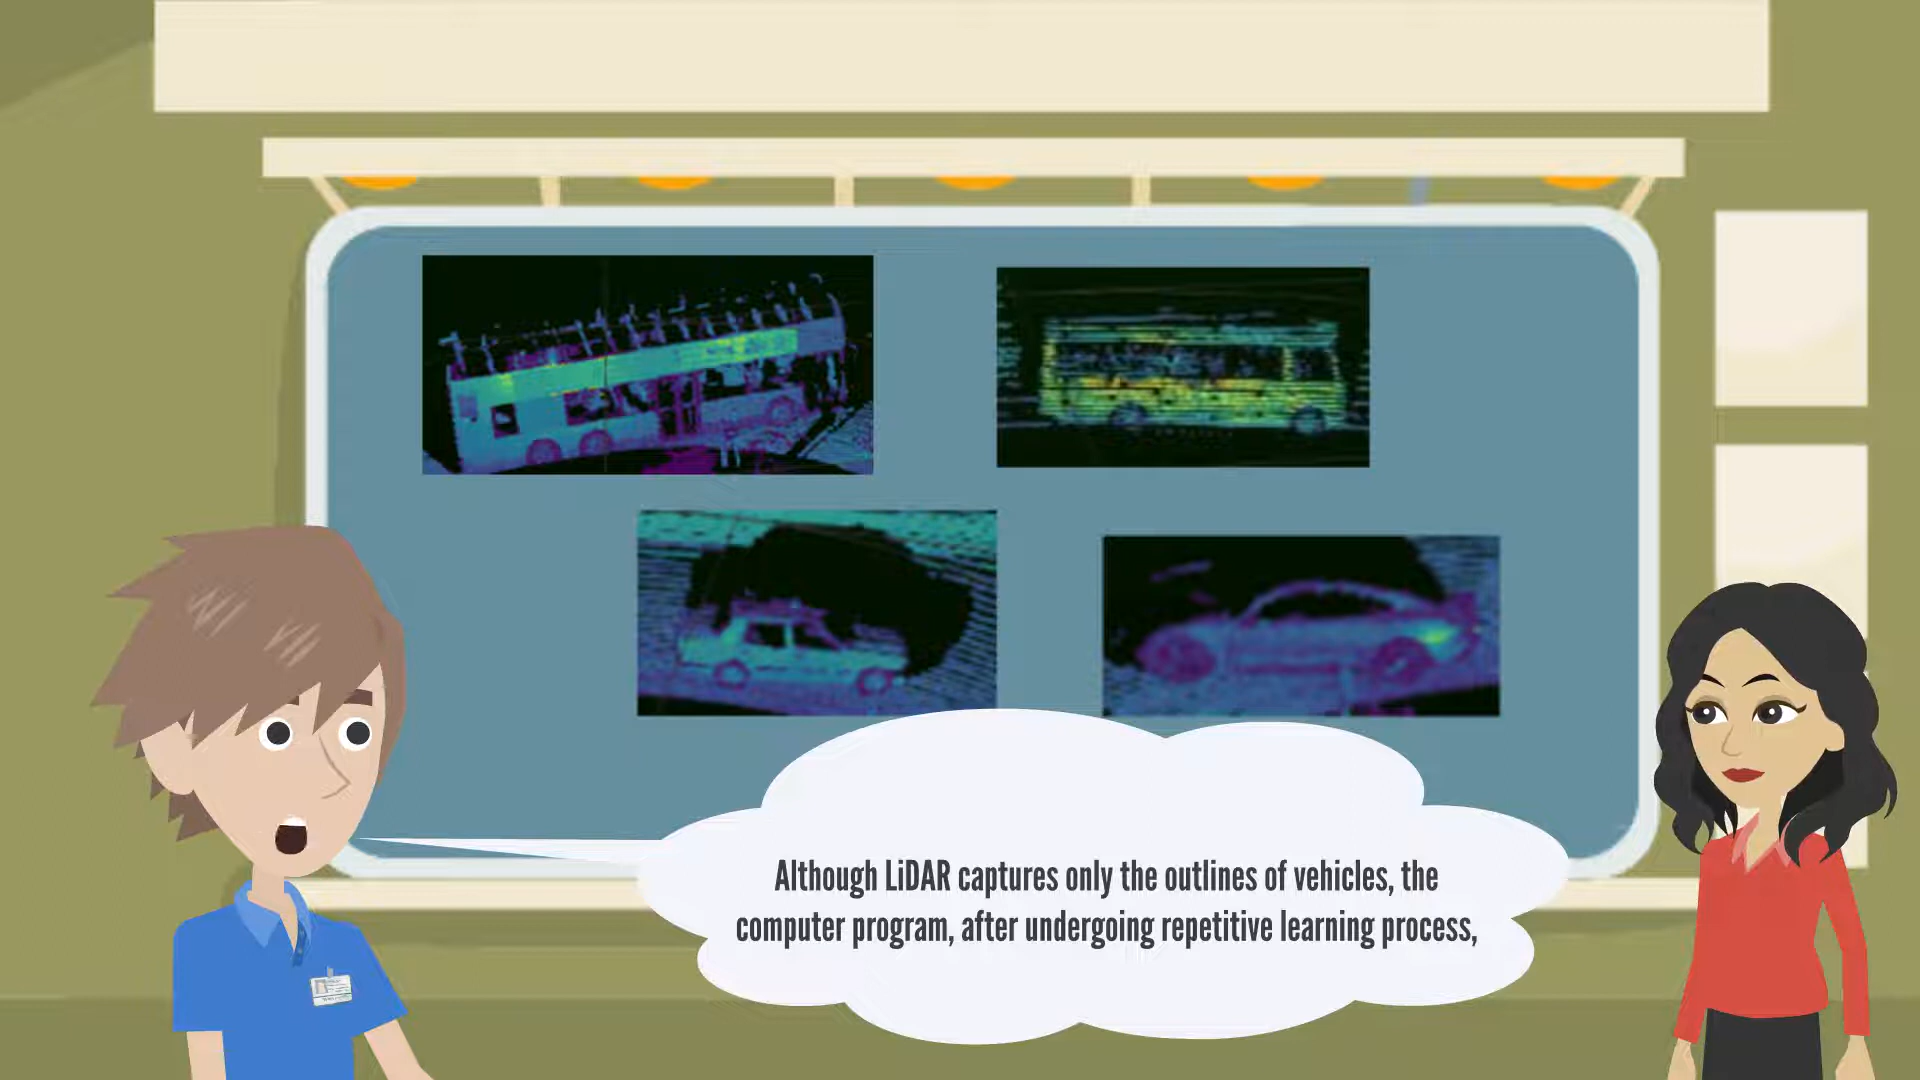 Although LiDAR captures only the outlines of vehicles, the
computer program, after undergoing repetitive learning process,